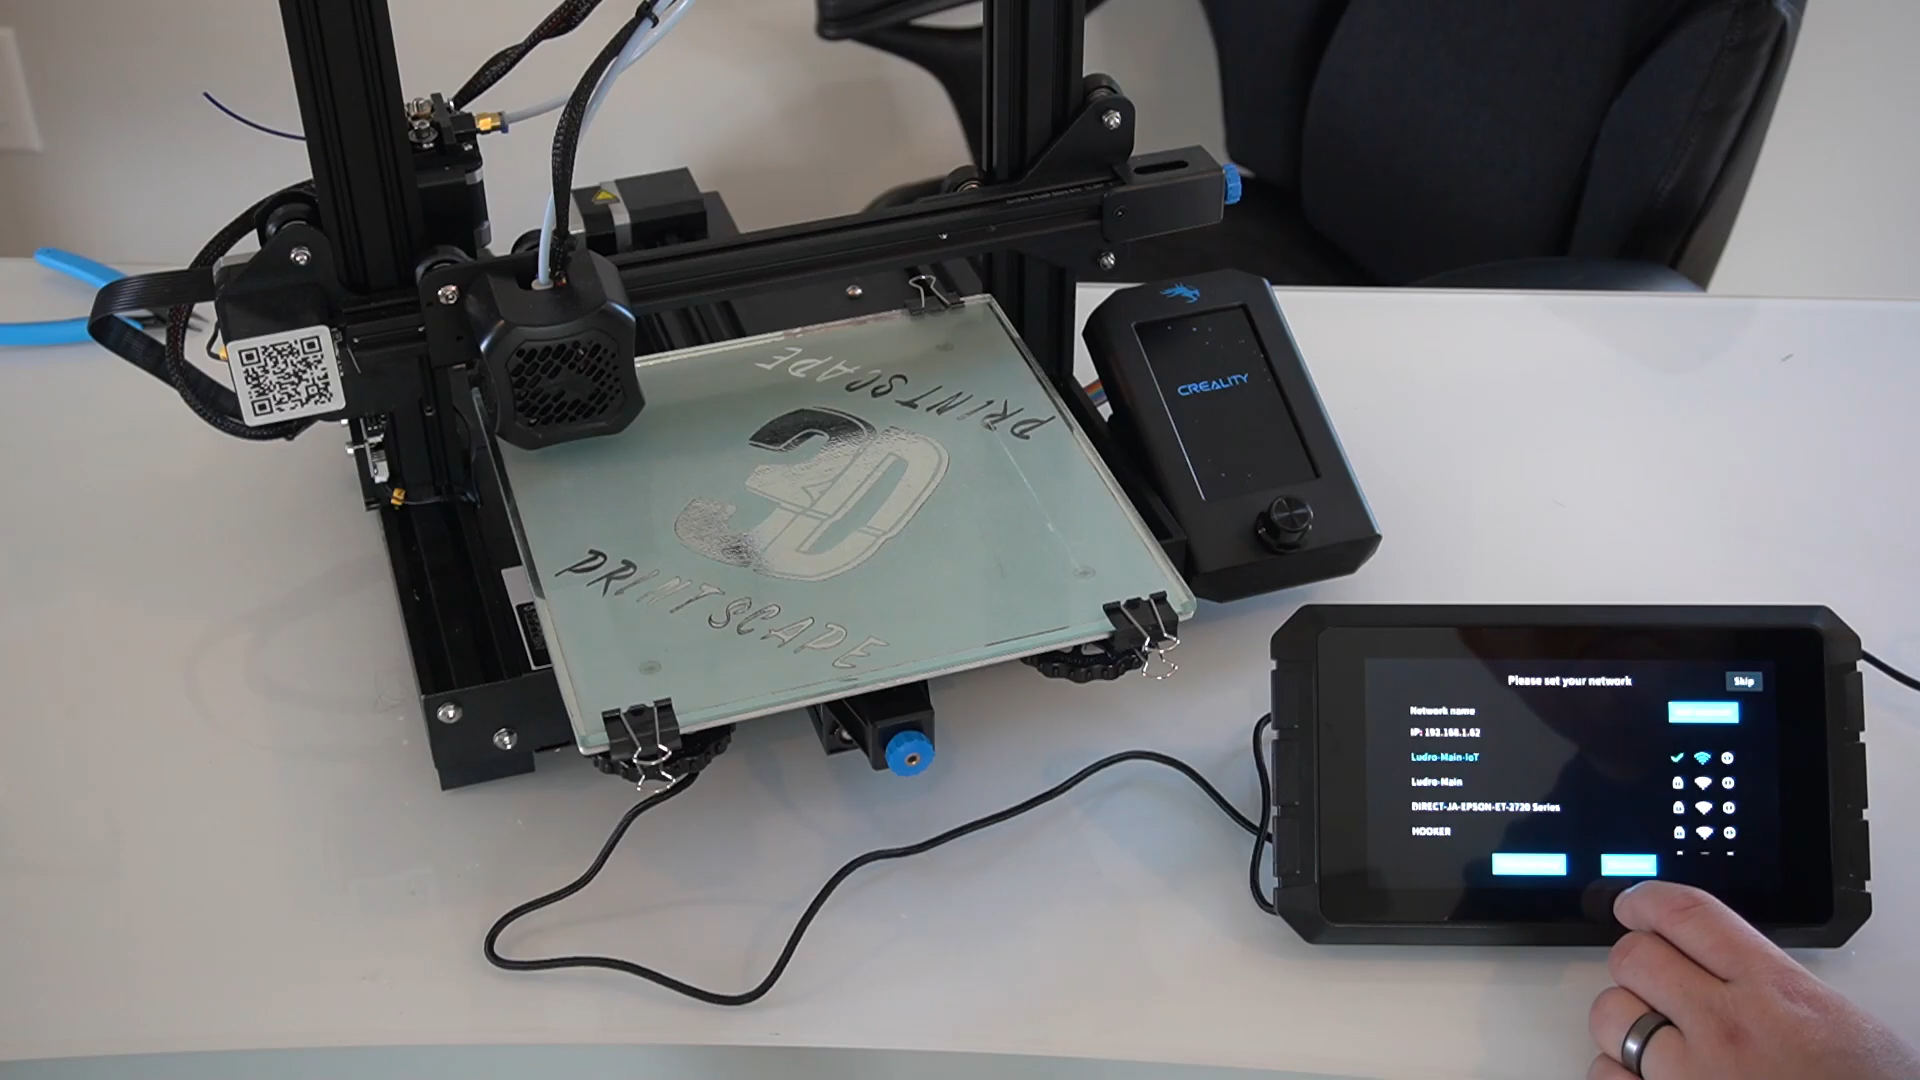 PRINTSCAPE
3D
PRINTSCAPE
CREALITY
Please set your network
Skip
Network name
IP: 192.168.1.62
Ludro-Main-IoT
Ludro-Main
DIRECT-JA-EPSON-ET-2720 Series
HOOKER